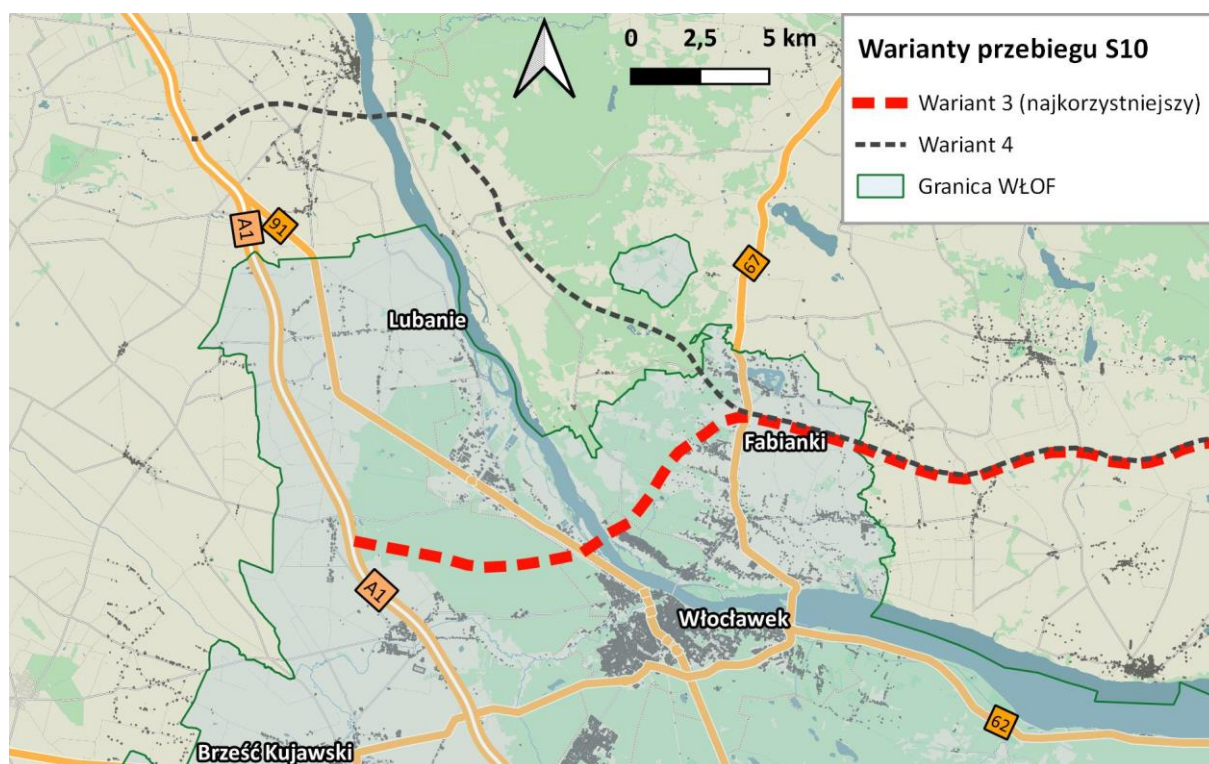 0 2,5 5 km
Warianty przebiegu S10
Wariant 3 (najkorzystniejszy)
Wariant 4
Granica WŁOF
A1
91
67
Lubanie
Fabianki
A1
Włocławek
62
Brześć Kujawski